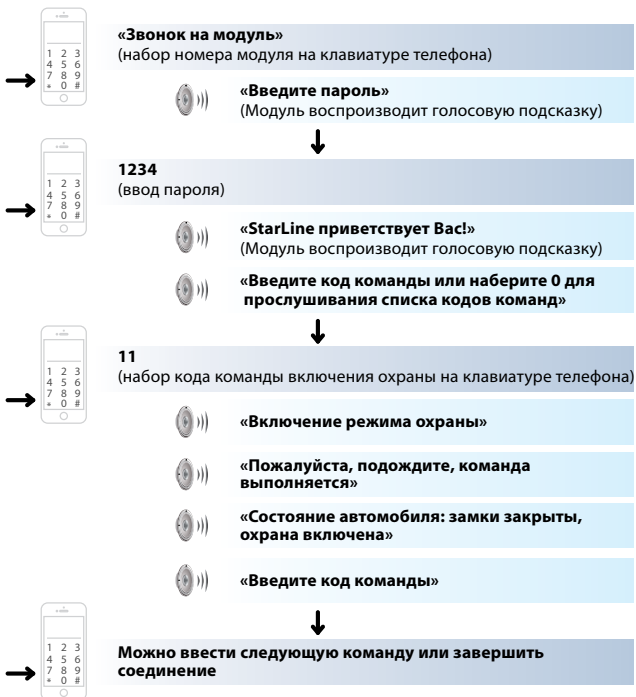 «Звонок на модуль»
(набор номера модуля на клавиатуре телефона)
1 2 3
4 5 6
7 8 9
* 0 #
«Введите пароль»
(Модуль воспроизводит голосовую подсказку)
1234
(ввод пароля)
1 2 3
4 5 6
7 8 9
* 0 #
«StarLine приветствует Вас!»
(Модуль воспроизводит голосовую подсказку)
«Введите код команды или наберите 0 для
прослушивания списка кодов команд»
11
(набор кода команды включения охраны на клавиатуре телефона)
1 2 3
4 5 6
7 8 9
* 0 #
«Включение режима охраны»
«Пожалуйста, подождите, команда
выполняется»
«Состояние автомобиля: замки закрыты,
охрана включена»
«Введите код команды»
Можно ввести следующую команду или завершить
соединение
1 2 3
4 5 6
7 8 9
* 0 #